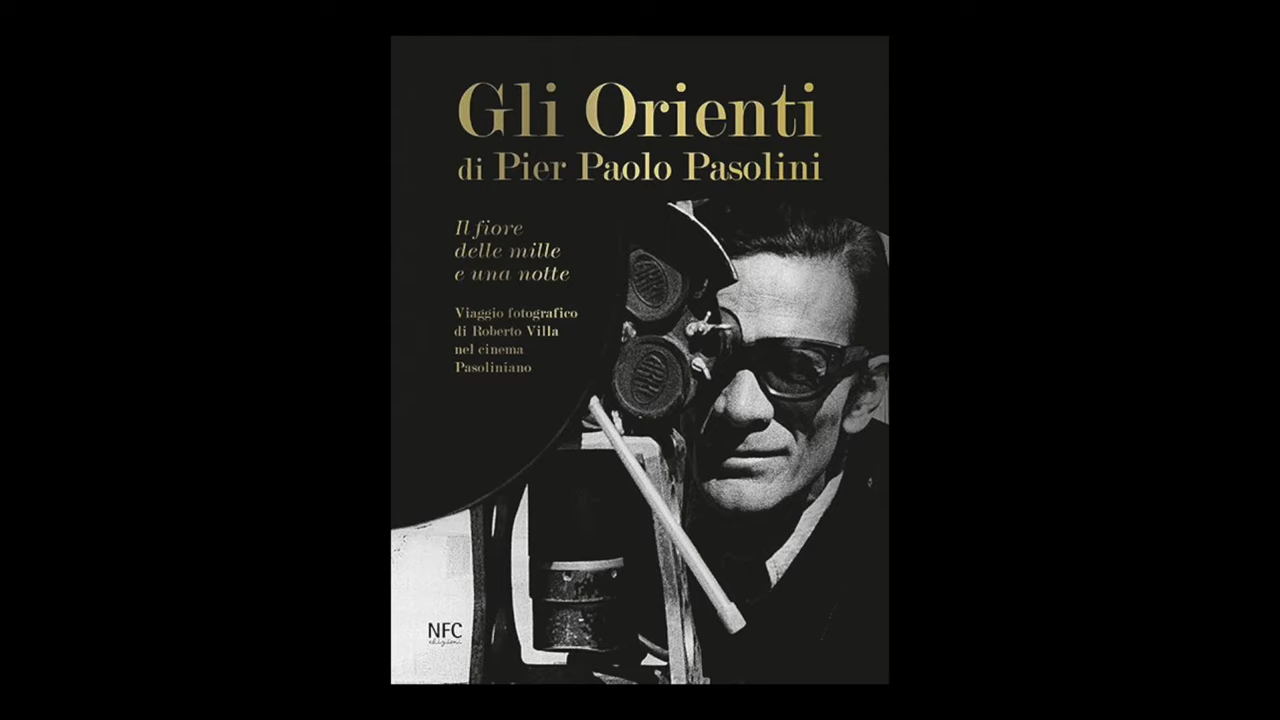 Gli Orienti
di Pier Paolo Pasolini
Il fiore
delle mille
e una notte
Viaggio fotografico
di Roberto Villa
nel cinema
Pasoliniano
NFC
edizioni